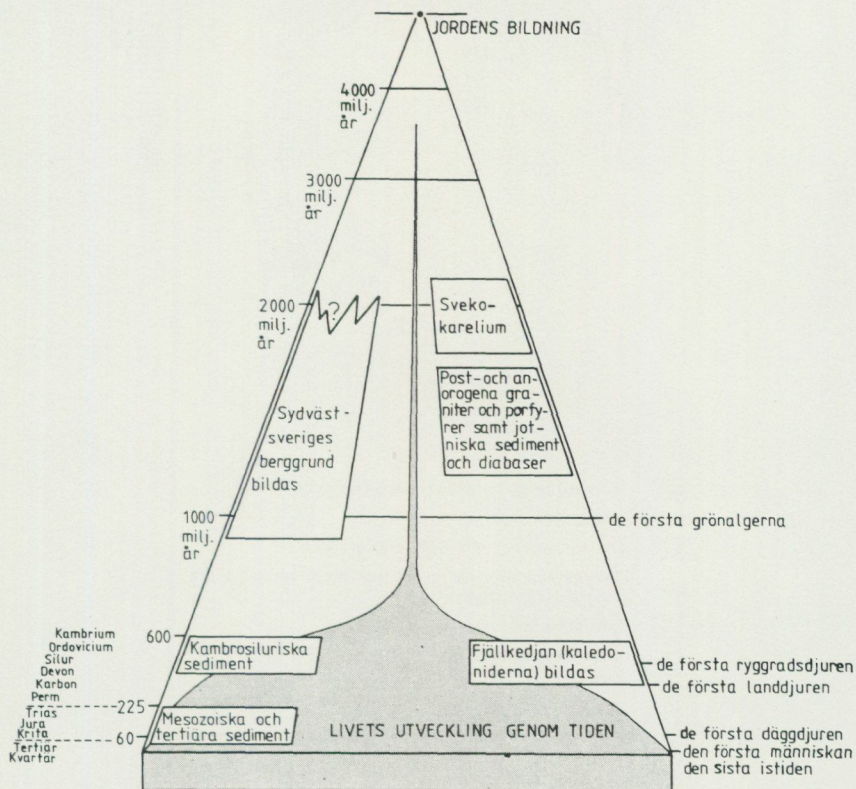 JORDENS BILDNING
4000
milj.
år
3000
milj.
år
2000
milj.
år
?
Sveko-
karelium
Post- och an-
orogena gra-
niter och porfy-
rer samt jot-
niska sediment
och diabaser
Sydväst-
sveriges
berggrund
bildas
1000
milj.
år
de första grönalgerna
Kambrium
Ordovicium
Silur
Devon
Karbon
Perm
Trias
Jura
Krita
Tertiär
Kvartär
600
225
60
Kambrosiluriska
sediment
Fjällkedjan (kaledo-
niderna) bildas
de första ryggradsdjuren
de första landdjuren
Mesozoiska och
tertiära sediment
LIVETS UTVECKLING GENOM TIDEN
de första däggdjuren
den första människan
den sista istiden